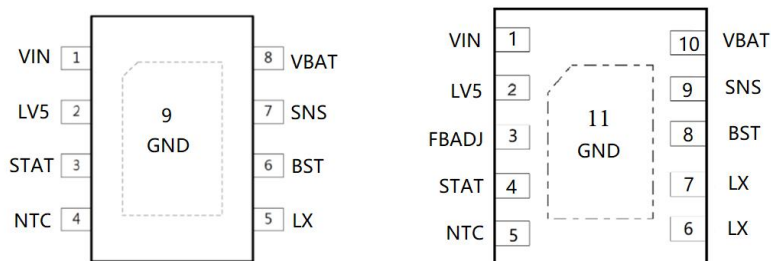 VIN 1 8 VBAT
LV5 2 9 7 SNS
GND
STAT 3 6 BST
NTC 4 5 LX
VIN 1 10 VBAT
LV5 2 9 SNS
11
FBADJ 3 GND 8 BST
STAT 4 7 LX
NTC 5 6 LX